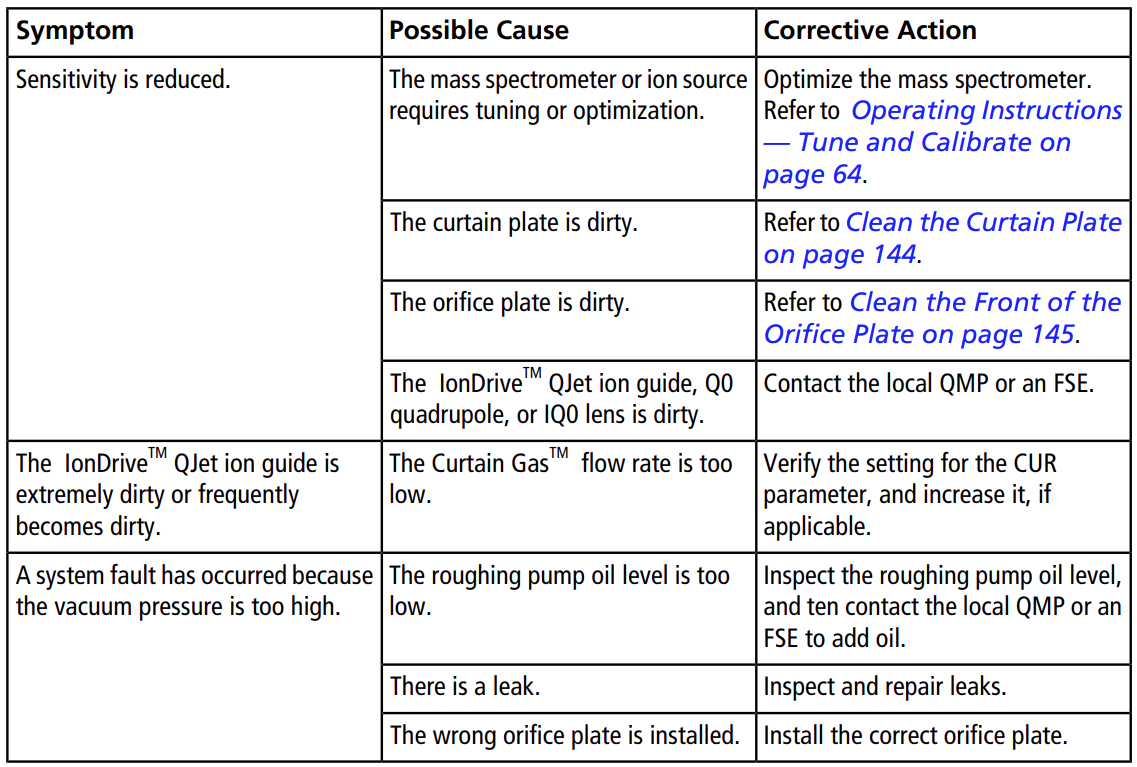 Symptom
Possible Cause
Corrective Action
Sensitivity is reduced.
The mass spectrometer or ion source
requires tuning or optimization.
Optimize the mass spectrometer.
Refer to Operating Instructions
— Tune and Calibrate on
page 64.
The curtain plate is dirty.
Refer to Clean the Curtain Plate
on page 144.
The orifice plate is dirty.
Refer to Clean the Front of the
Orifice Plate on page 145.
The IonDrive™ QJet ion guide, Q0
quadrupole, or IQ0 lens is dirty.
Contact the local QMP or an FSE.
The IonDrive™ QJet ion guide is
extremely dirty or frequently
becomes dirty.
The Curtain Gas™ flow rate is too
low.
Verify the setting for the CUR
parameter, and increase it, if
applicable.
A system fault has occurred because
the vacuum pressure is too high.
The roughing pump oil level is too
low.
Inspect the roughing pump oil level,
and ten contact the local QMP or an
FSE to add oil.
There is a leak.
Inspect and repair leaks.
The wrong orifice plate is installed.
Install the correct orifice plate.